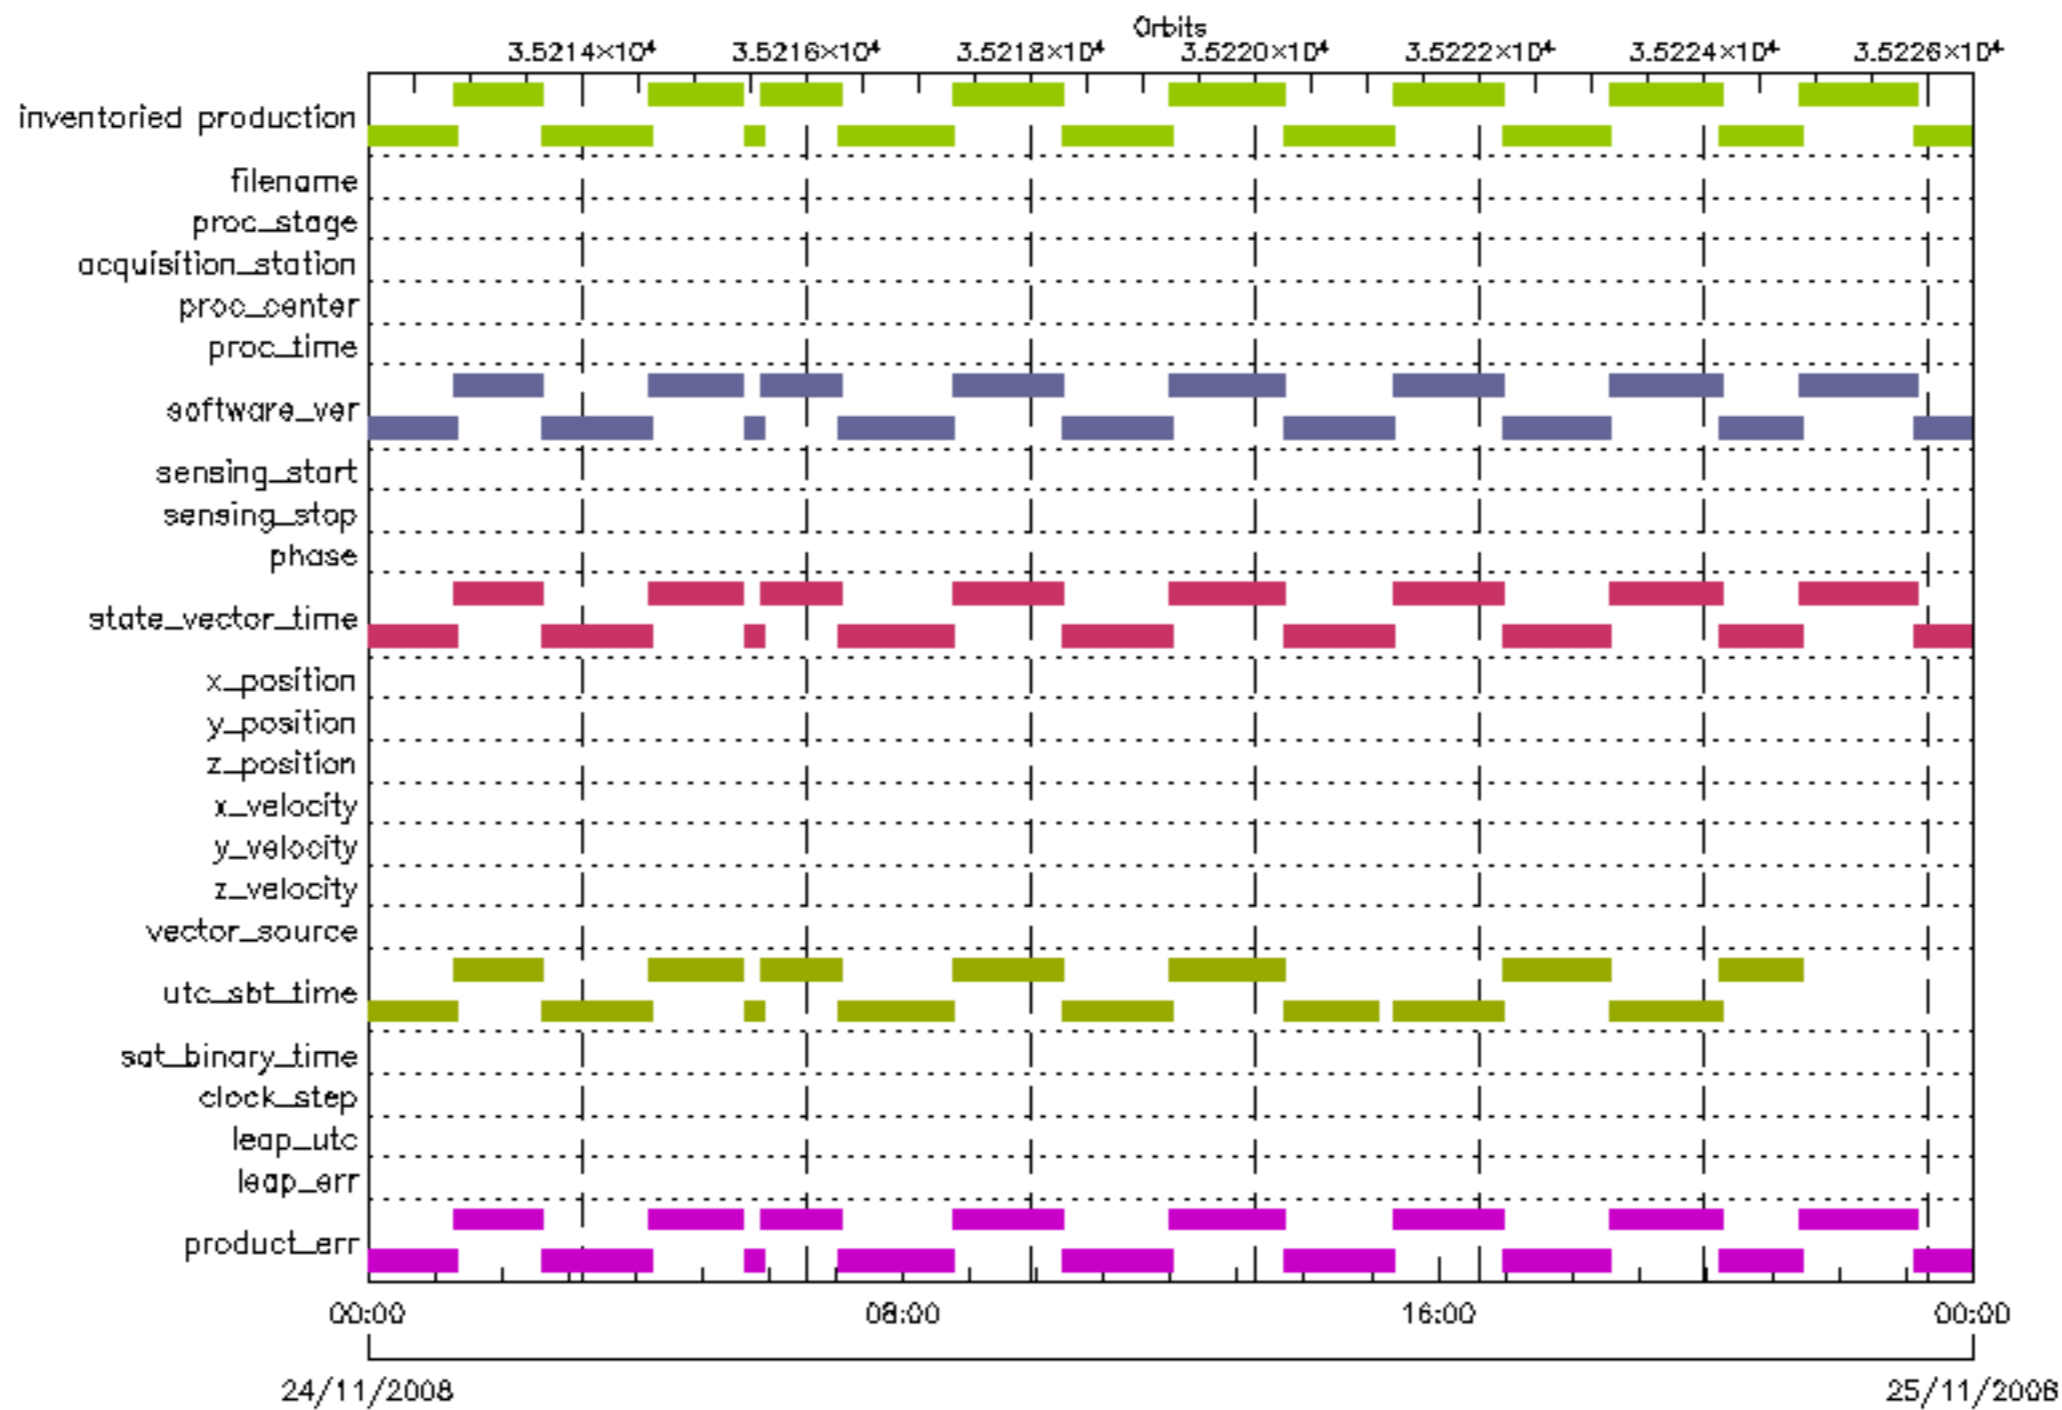 Orbits
3.5214×10⁴ 3.5216×10⁴ 3.5218×10⁴ 3.5220×10⁴ 3.5222×10⁴ 3.5224×10⁴ 3.5226×10⁴
inventoried production
filename
proc_stage
acquisition_station
proc_center
proc_time
software_ver
sensing_start
sensing_stop
phase
state_vector_time
x_position
y_position
z_position
x_velocity
y_velocity
z_velocity
vector_source
utc_sbt_time
sat_binary_time
clock_step
leap_utc
leap_err
product_err
00:00 08:00 16:00 00:00
24/11/2008 25/11/2008